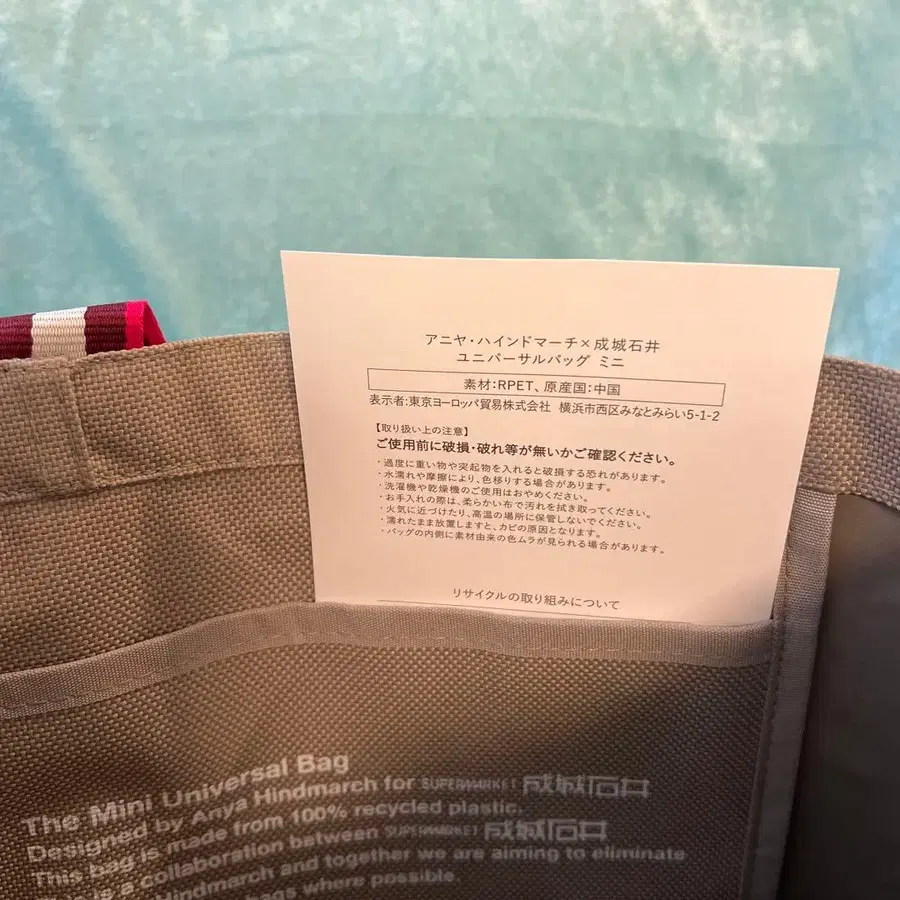 アニヤ・ハインドマーチ×成城石井
ユニバーサルバッグ ミニ
素材:RPET、原産国:中国
表示者:東京ヨーロッパ貿易株式会社 横浜市西区みなとみらい5-1-2
【取り扱い上の注意】
ご使用前に破損・破れ等が無いかご確認ください。
・過度に重い物や突起物を入れると破損する恐れがあります。
・水濡れや摩擦により、色移りする場合があります。
・洗濯機や乾燥機のご使用はおやめください。
・お手入れの際は、柔らかい布で汚れを拭き取ってください。
・火気に近づけたり、高温の場所に保管しないでください。
・濡れたまま放置しますと、カビの原因となります。
・バッグの内側に素材由来の色ムラが見られる場合があります。
リサイクルの取り組みについて
The Mini Universal Bag
Designed by Anya Hindmarch for SUPERMARKET 成城石井
This bag is made from 100% recycled plastic.
This is a collaboration between SUPERMARKET 成城石井
Hindmarch and together we are aiming to eliminate
bags where possible.